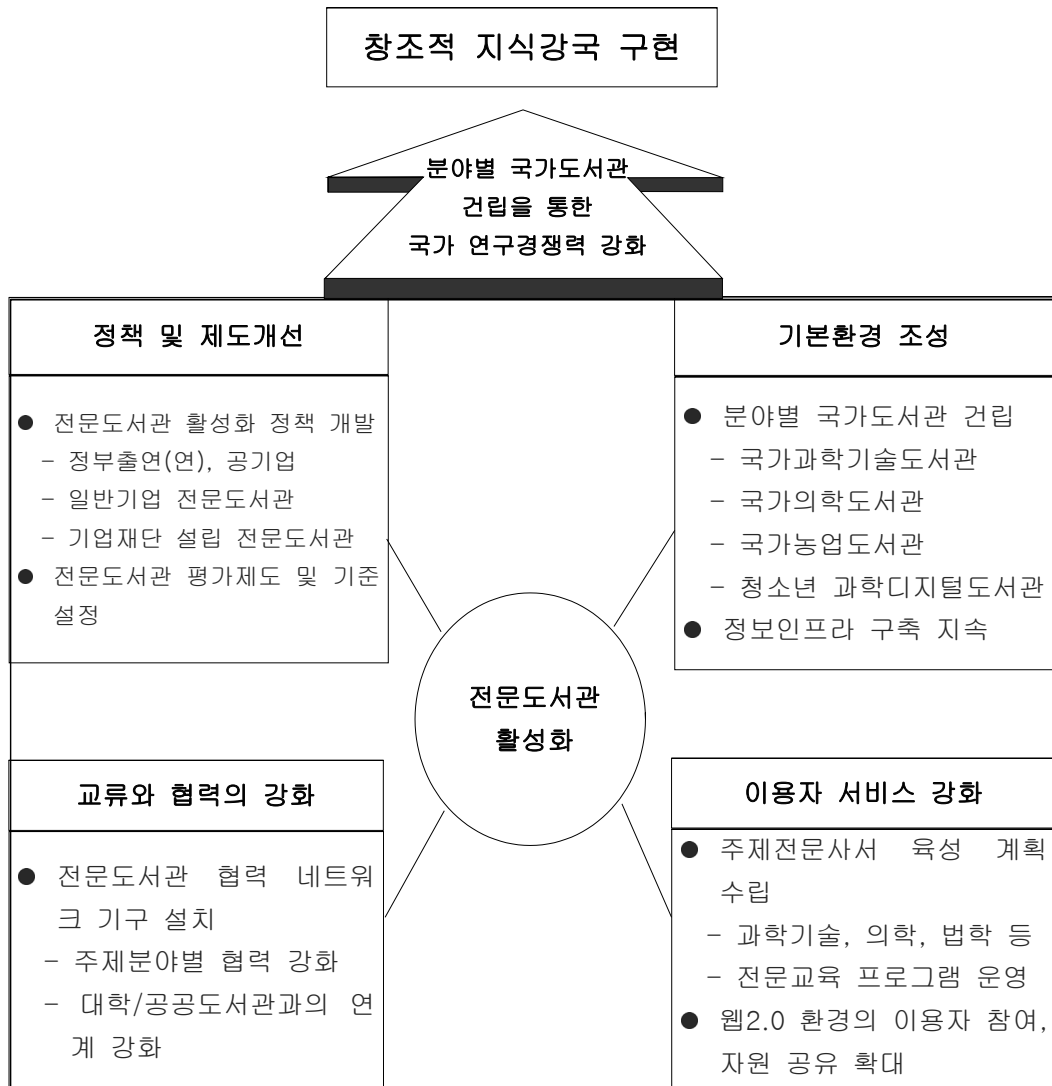 창조적 지식강국 구현
분야별 국가도서관
건립을 통한
국가 연구경쟁력 강화
정책 및 제도개선
● 전문도서관 활성화 정책 개발
- 정부출연(연), 공기업
- 일반기업 전문도서관
- 기업재단 설립 전문도서관
● 전문도서관 평가제도 및 기준
설정
기본환경 조성
● 분야별 국가도서관 건립
- 국가과학기술도서관
- 국가의학도서관
- 국가농업도서관
- 청소년 과학디지털도서관
● 정보인프라 구축 지속
전문도서관
활성화
교류와 협력의 강화
● 전문도서관 협력 네트워
크 기구 설치
- 주제분야별 협력 강화
- 대학/공공도서관과의 연
계 강화
이용자 서비스 강화
● 주제전문사서 육성 계획
수립
- 과학기술, 의학, 법학 등
- 전문교육 프로그램 운영
● 웹2.0 환경의 이용자 참여,
자원 공유 확대